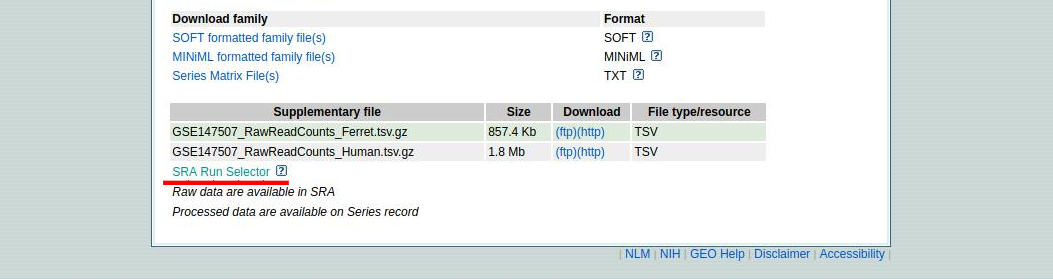 Download family Format
SOFT formatted family file(s) SOFT ?
MINiML formatted family file(s) MINiML ?
Series Matrix File(s) TXT ?
Supplementary file Size Download File type/resource
GSE147507_RawReadCounts_Ferret.tsv.gz 857.4 Kb (ftp)(http) TSV
GSE147507_RawReadCounts_Human.tsv.gz 1.8 Mb (ftp)(http) TSV
SRA Run Selector ?
Raw data are available in SRA
Processed data are available on Series record
| NLM | NIH | GEO Help | Disclaimer | Accessibility |